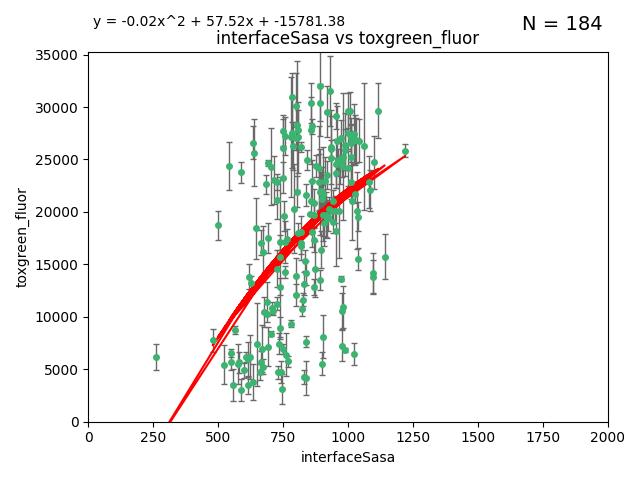 y = -0.02x^2 + 57.52x + -15781.38
N = 184
interfaceSasa vs toxgreen_fluor
35000
30000
25000
20000
15000
10000
5000
0
toxgreen_fluor
0 250 500 750 1000 1250 1500 1750 2000
interfaceSasa